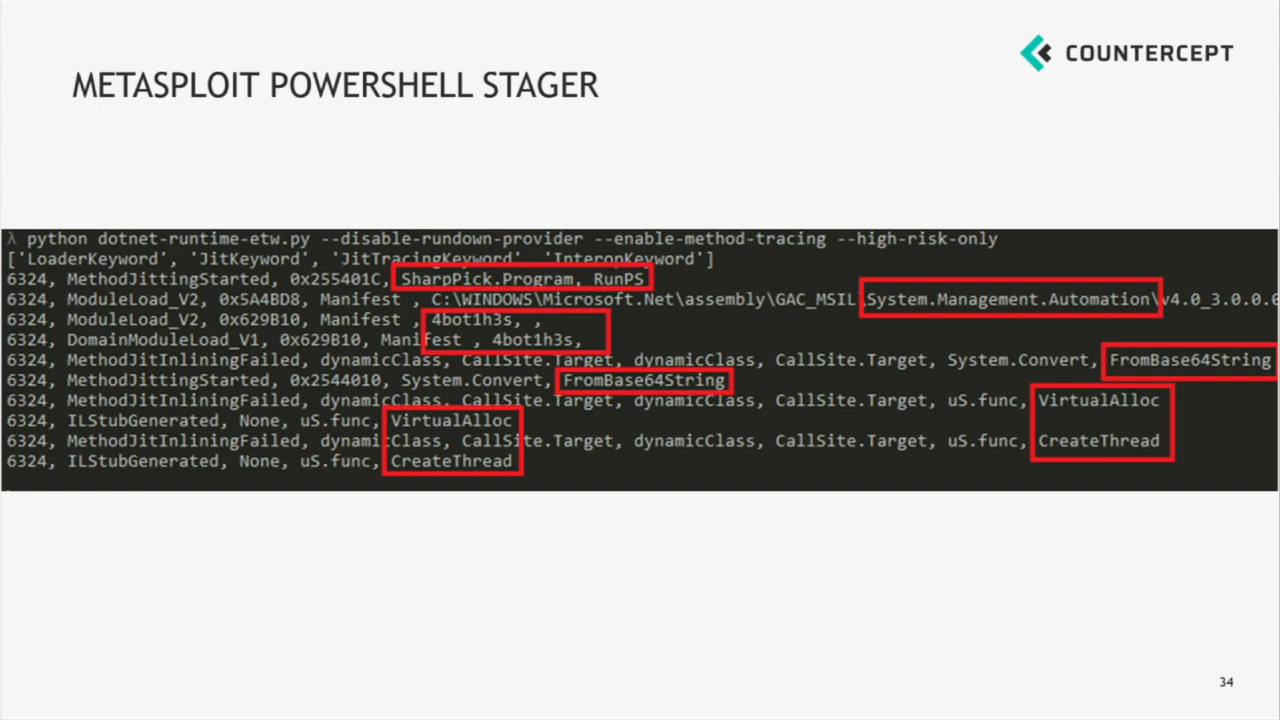 COUNTERCEPT
METASPLOIT POWERSHELL STAGER
λ python dotnet-runtime-etw.py --disable-rundown-provider --enable-method-tracing --high-risk-only
['LoaderKeyword', 'JitKeyword', 'JitTracingKeyword', 'InteropKeyword']
6324, MethodJittingStarted, 0x255401C, SharpPick.Program, RunPS
6324, ModuleLoad_V2, 0x5A4BD8, Manifest , C:\WINDOWS\Microsoft.Net\assembly\GAC_MSIL\System.Management.Automation\v4.0_3.0.0.0
6324, ModuleLoad_V2, 0x629B10, Manifest , 4bot1h3s, ,
6324, DomainModuleLoad_V1, 0x629B10, Manifest , 4bot1h3s,
6324, MethodJitInliningFailed, dynamicClass, CallSite.Target, dynamicClass, CallSite.Target, System.Convert, FromBase64String
6324, MethodJittingStarted, 0x2544010, System.Convert, FromBase64String
6324, MethodJitInliningFailed, dynamicClass, CallSite.Target, dynamicClass, CallSite.Target, uS.func, VirtualAlloc
6324, ILStubGenerated, None, uS.func, VirtualAlloc
6324, MethodJitInliningFailed, dynamicClass, CallSite.Target, dynamicClass, CallSite.Target, uS.func, CreateThread
6324, ILStubGenerated, None, uS.func, CreateThread
34